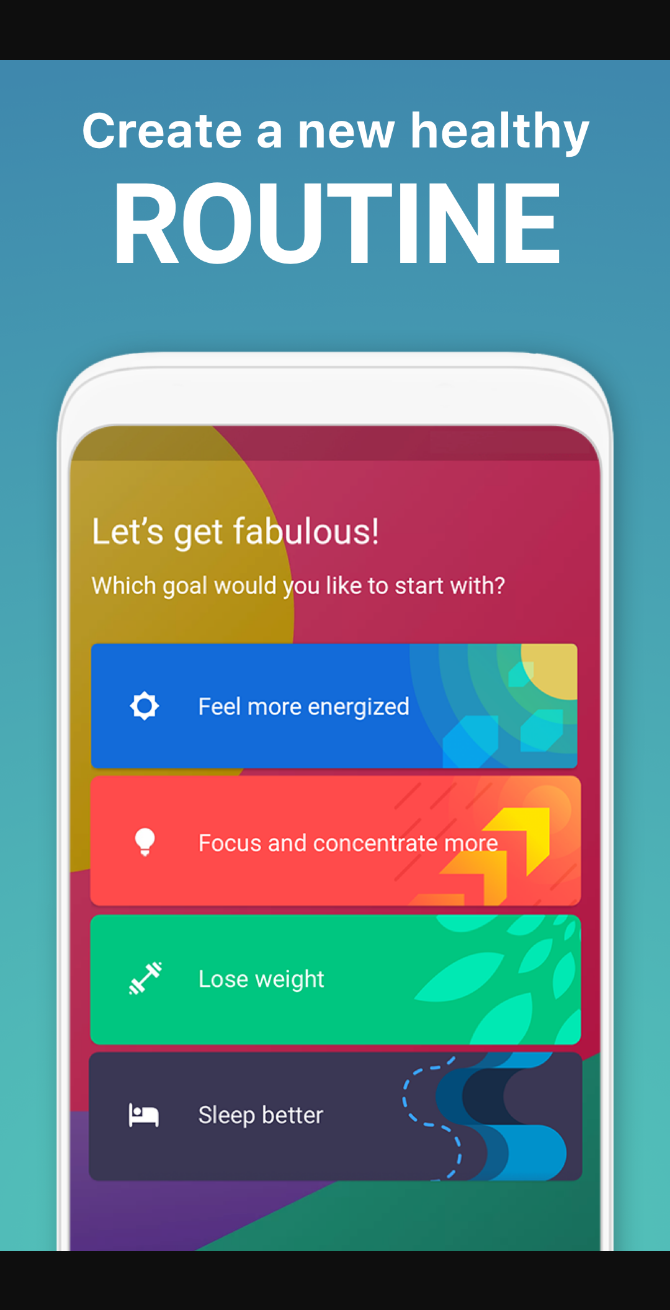 Create a new healthy
ROUTINE
Let’s get fabulous!
Which goal would you like to start with?
Feel more energized
Focus and concentrate more
Lose weight
Sleep better